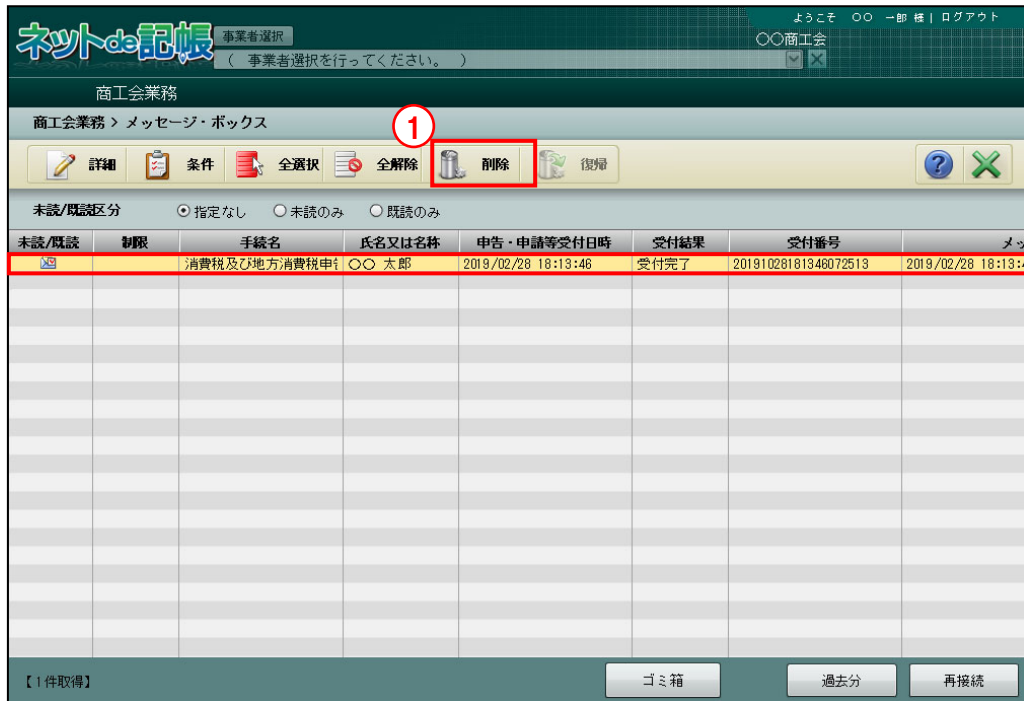 ようこそ 〇〇 一郎 様 | ログアウト
ネットde記帳 事業者選択 〇〇商工会
( 事業者選択を行ってください。 )
商工会業務
商工会業務 > メッセージ・ボックス
1
詳細 条件 全選択 全解除 削除 復帰
未読/既読区分 指定なし 未読のみ 既読のみ
未読/既読 制限 手続名 氏名又は名称 申告・申請等受付日時 受付結果 受付番号 メッ
消費税及び地方消費税申告 〇〇 太郎 2019/02/28 18:13:46 受付完了 20191028181346072513 2019/02/28 18:13:4
【1件取得】 ゴミ箱 過去分 再接続